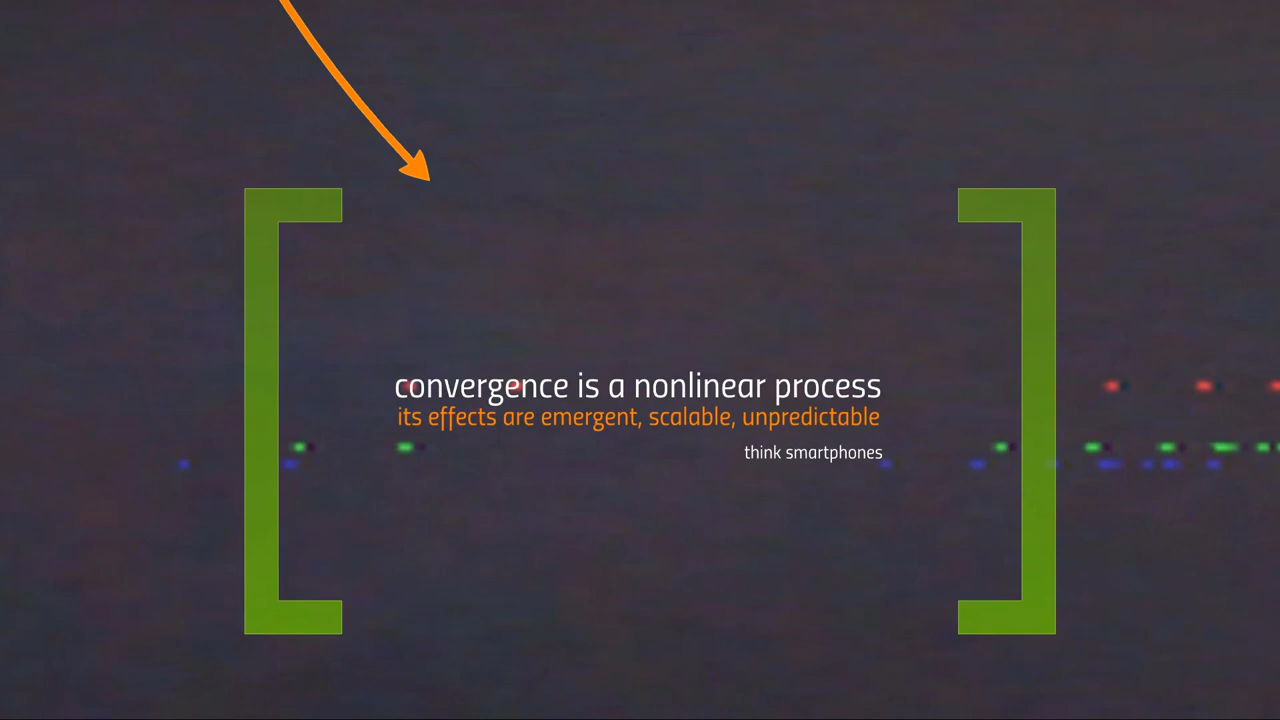 convergence is a nonlinear process
its effects are emergent, scalable, unpredictable
think smartphones